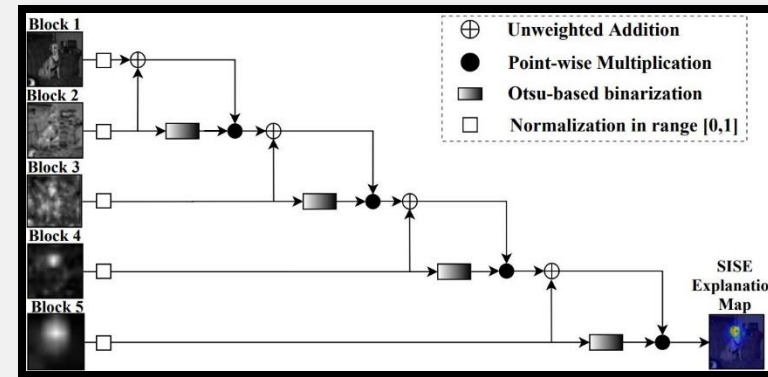 Block 1
Block 2
Block 3
Block 4
Block 5
Unweighted Addition
Point-wise Multiplication
Otsu-based binarization
Normalization in range [0,1]
SISE
Explanatio
Map